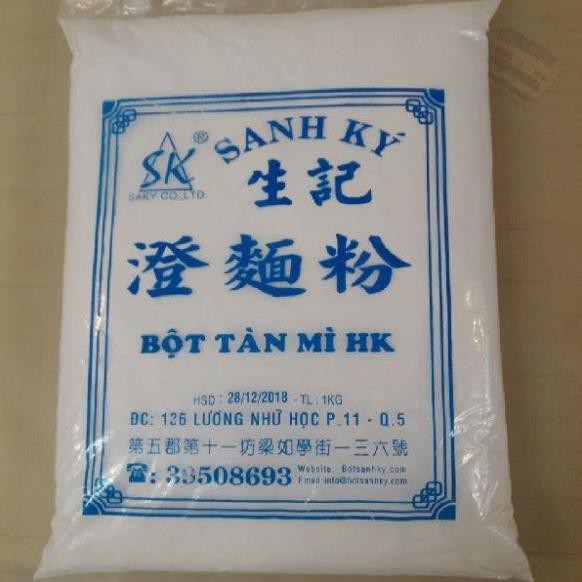 SANH KÝ
SK®
SAKY CO.,LTD.
生記
澄麵粉
BỘT TÀN MÌ HK
HSD : 28/12/2018 - TL : 1KG
ĐC: 136 LƯƠNG NHỮ HỌC P.11 - Q.5
第五郡第十一坊梁如學街一三六號
☎: 39508693
Website: Botsanhky.com
Email: info@botsanhky.com